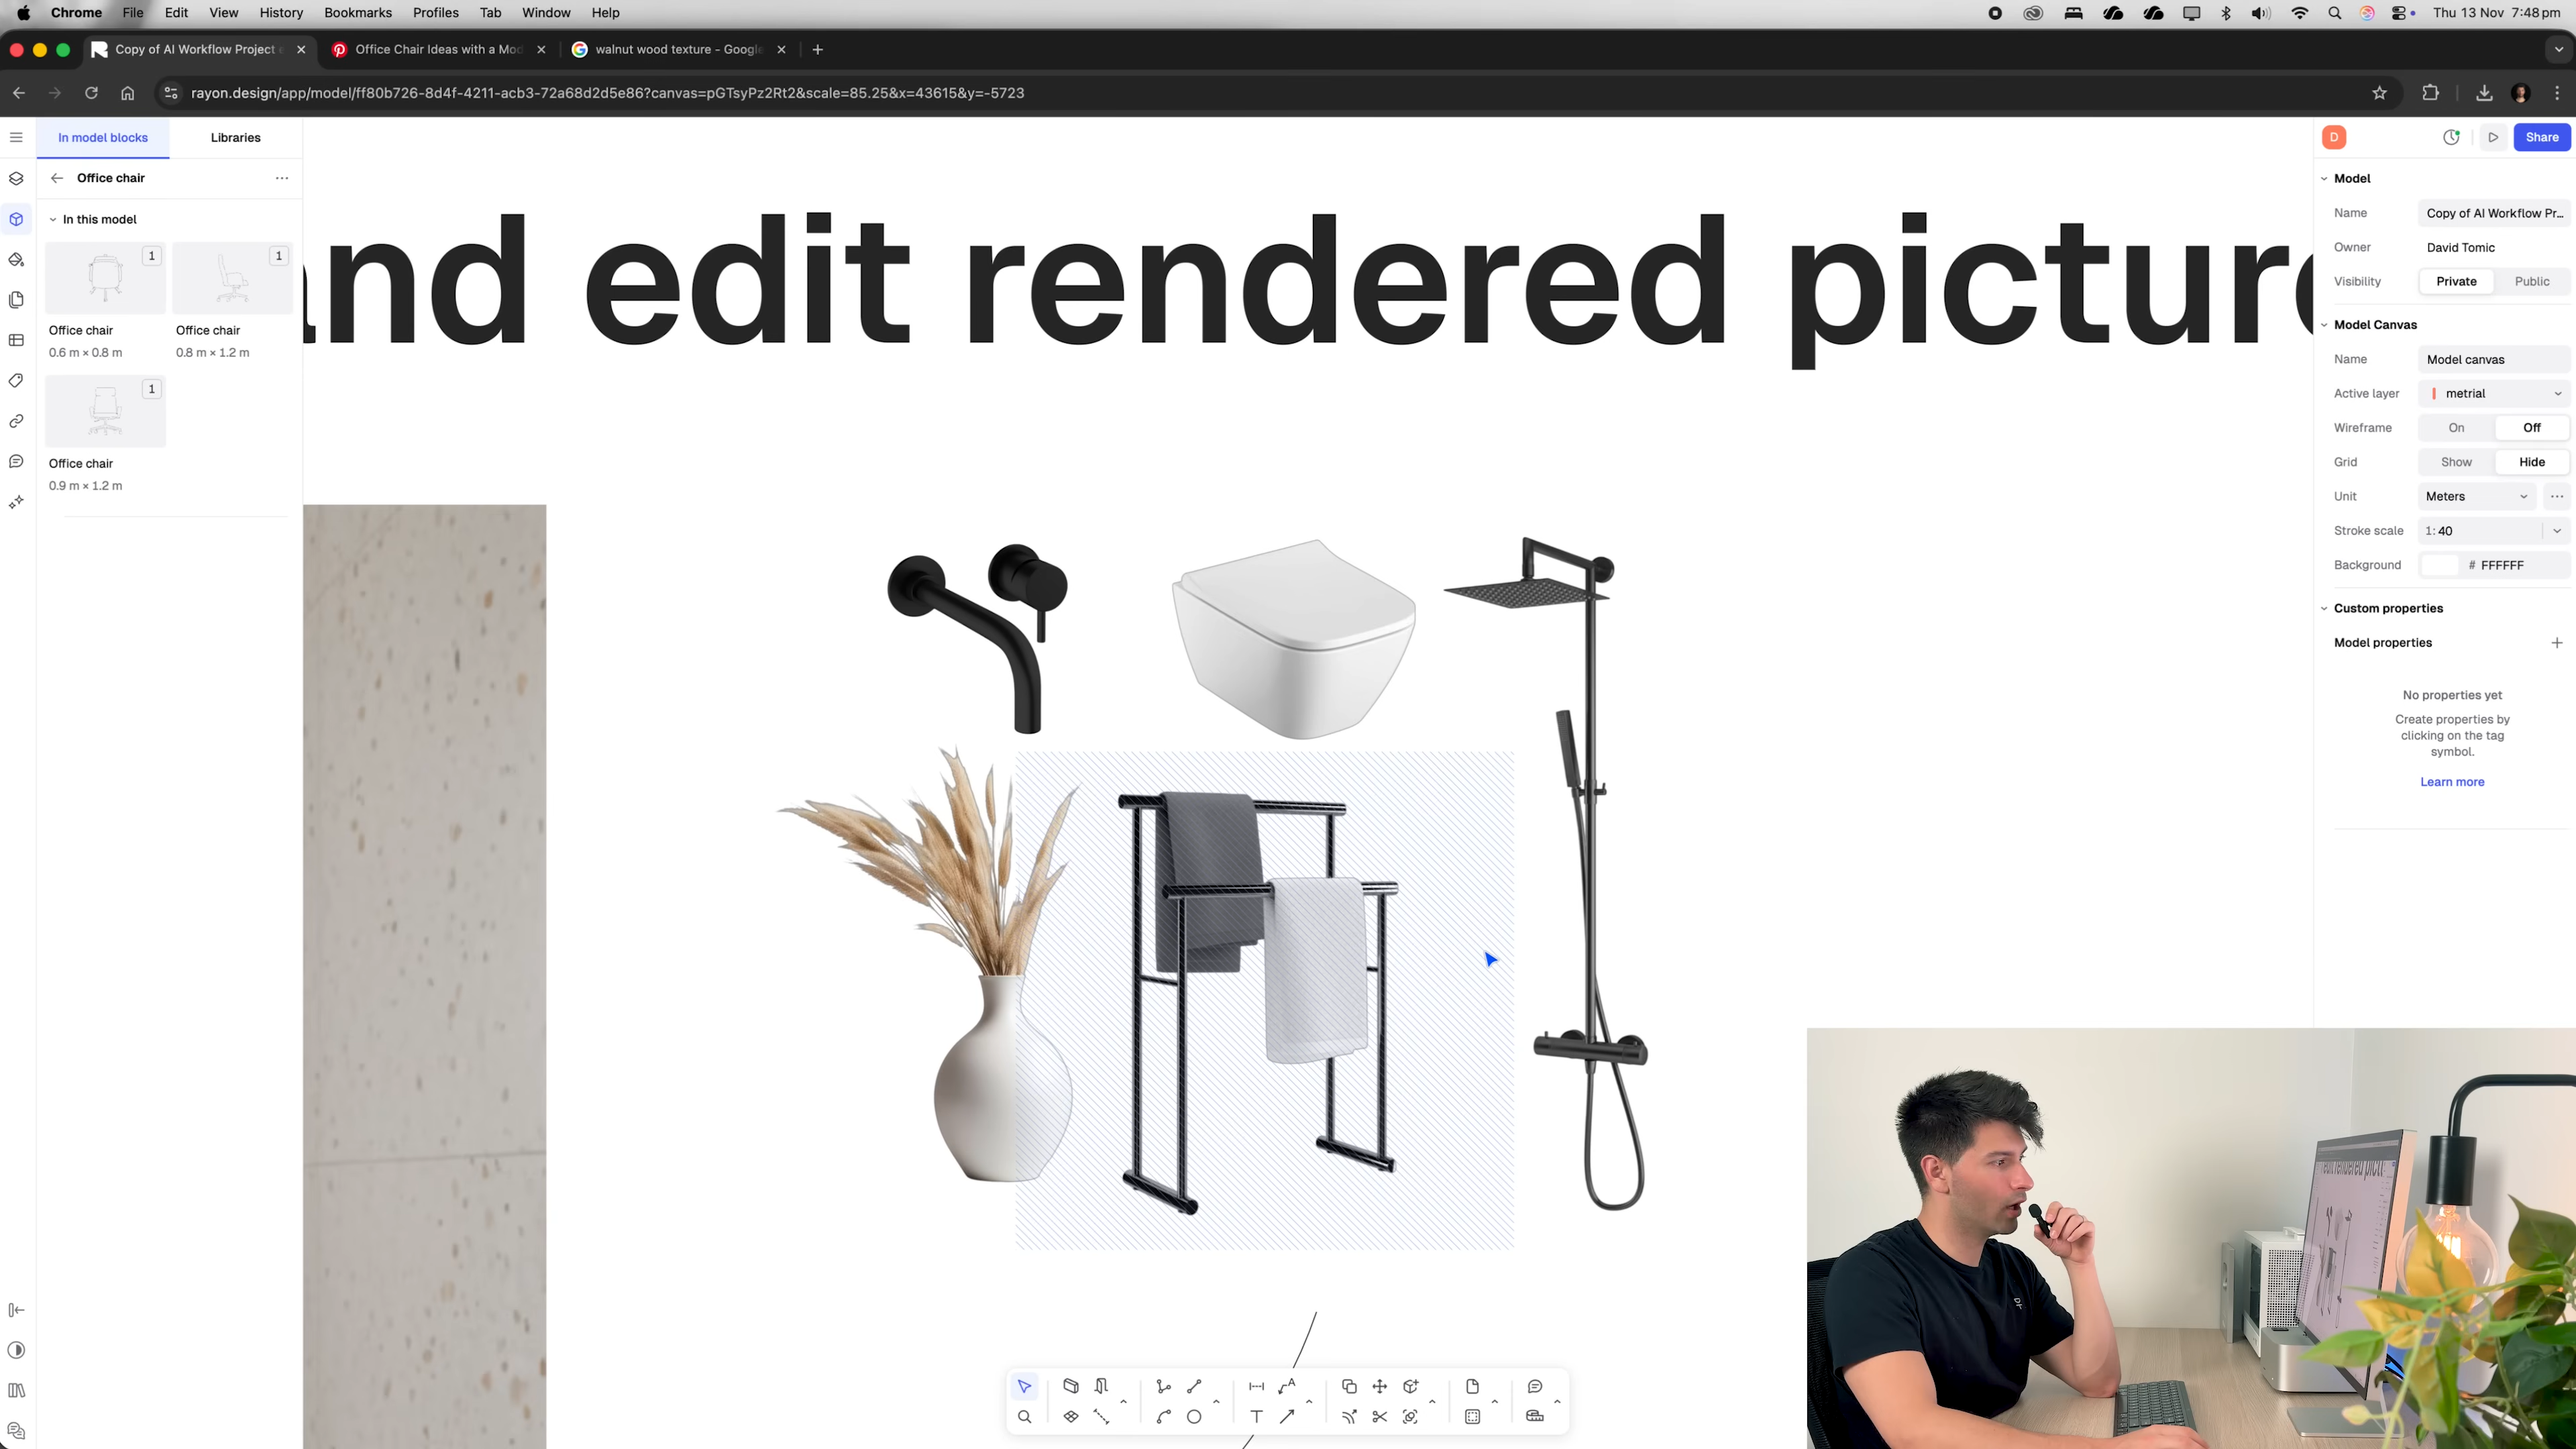 Chrome File Edit View History Bookmarks Profiles Tab Window Help Thu 13 Nov 7:48 pm
Copy of AI Workflow Project Office Chair Ideas with a Mod walnut wood texture - Google
rayon.design/app/model/ff80b726-8d4f-4211-acb3-72a68d2d5e86?canvas=pGTsyPz2Rt2&scale=85.25&x=43615&y=-5723
In model blocks Libraries
Office chair
In this model
1 1
Office chair Office chair
0.6 m × 0.8 m 0.8 m × 1.2 m
1
Office chair
0.9 m × 1.2 m
and edit rendered picture
D Share
Model
Name Copy of AI Workflow Pr...
Owner David Tomic
Visibility Private Public
Model Canvas
Name Model canvas
Active layer metrial
Wireframe On Off
Grid Show Hide
Unit Meters
Stroke scale 1: 40
Background # FFFFFF
Custom properties
Model properties
No properties yet
Create properties by
clicking on the tag
symbol.
Learn more